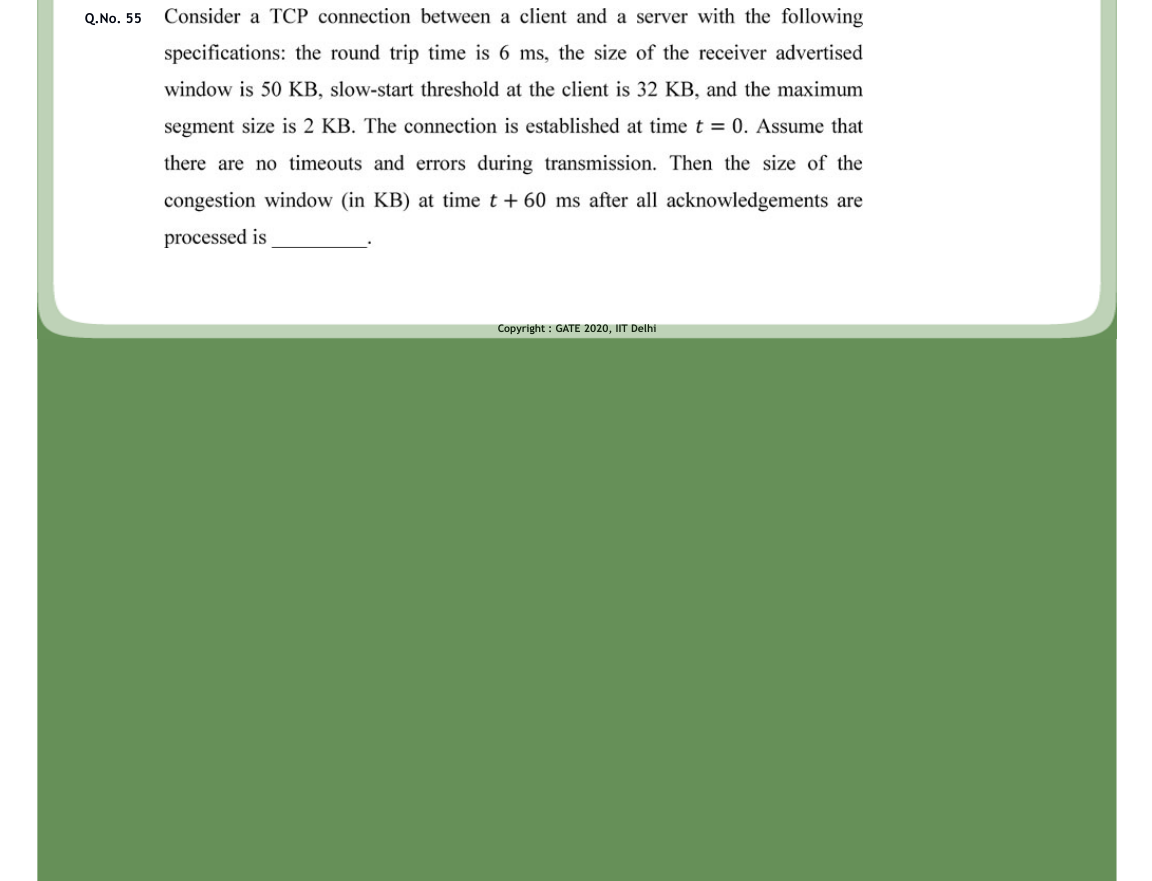 Q.No. 55 Consider a TCP connection between a client and a server with the following
specifications: the round trip time is 6 ms, the size of the receiver advertised
window is 50 KB, slow-start threshold at the client is 32 KB, and the maximum
segment size is 2 KB. The connection is established at time t = 0. Assume that
there are no timeouts and errors during transmission. Then the size of the
congestion window (in KB) at time t + 60 ms after all acknowledgements are
processed is __________.
Copyright : GATE 2020, IIT Delhi